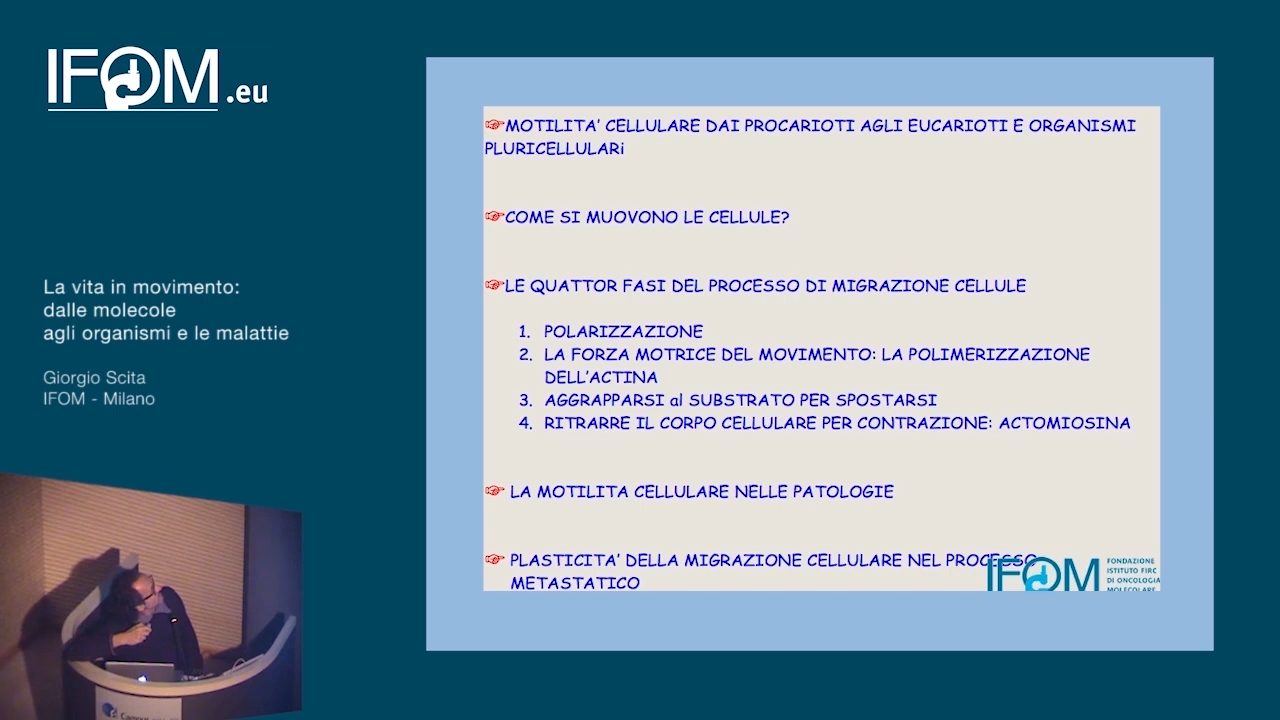 IFOM.eu
La vita in movimento:
dalle molecole
agli organismi e le malattie
Giorgio Scita
IFOM - Milano
☞MOTILITA' CELLULARE DAI PROCARIOTI AGLI EUCARIOTI E ORGANISMI
PLURICELLULARi
☞COME SI MUOVONO LE CELLULE?
☞LE QUATTOR FASI DEL PROCESSO DI MIGRAZIONE CELLULE
1. POLARIZZAZIONE
2. LA FORZA MOTRICE DEL MOVIMENTO: LA POLIMERIZZAZIONE
DELL'ACTINA
3. AGGRAPPARSI al SUBSTRATO PER SPOSTARSI
4. RITRARRE IL CORPO CELLULARE PER CONTRAZIONE: ACTOMIOSINA
☞ LA MOTILITA CELLULARE NELLE PATOLOGIE
☞ PLASTICITA' DELLA MIGRAZIONE CELLULARE NEL PROCESSO
METASTATICO
IFOM
FONDAZIONE
ISTITUTO FIRC
DI ONCOLOGIA
MOLECOLARE